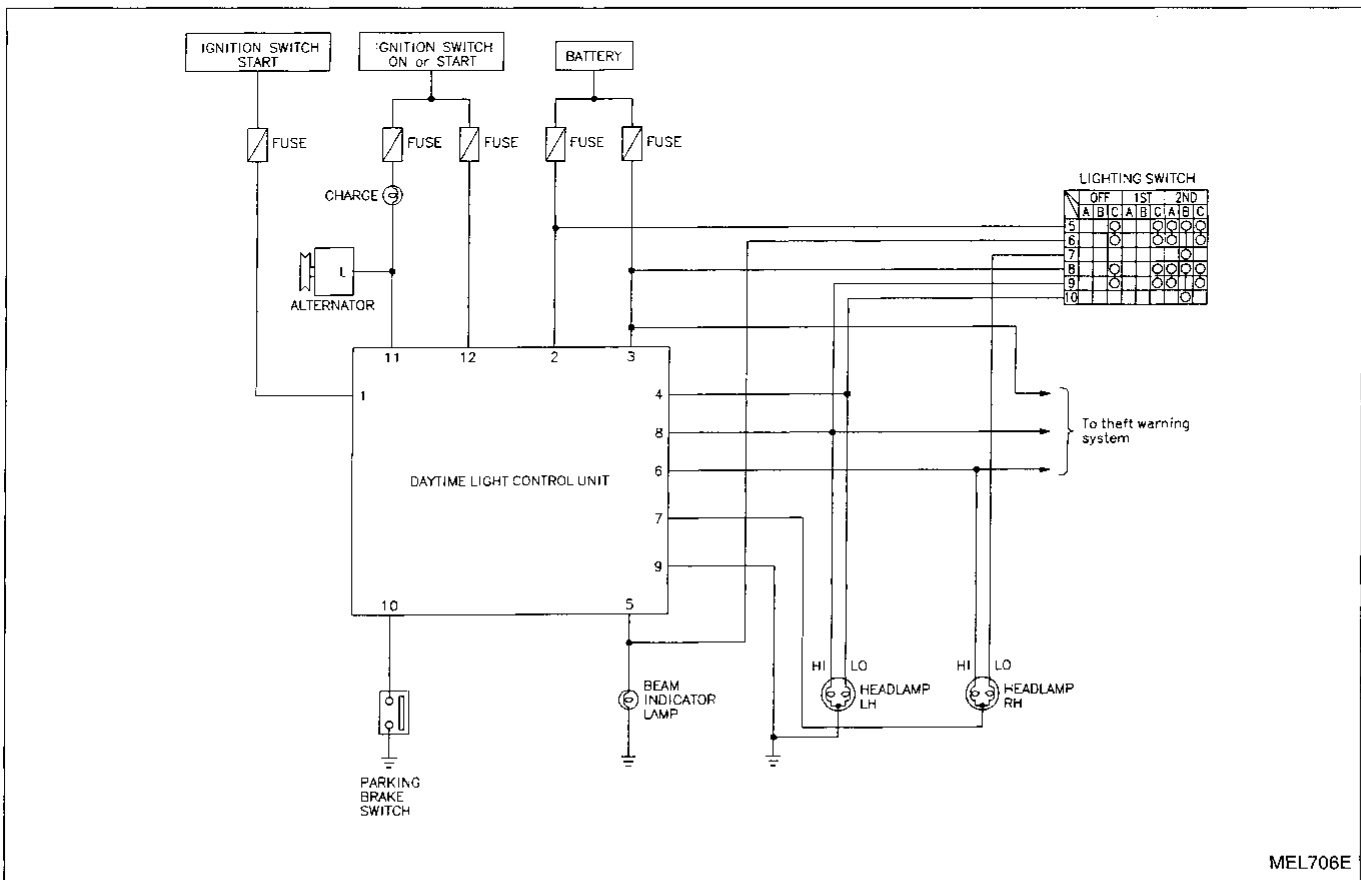 IGNITION SWITCH
START
IGNITION SWITCH
ON or START
BATTERY
FUSE
FUSE
FUSE
FUSE
FUSE
CHARGE
L
ALTERNATOR
LIGHTING SWITCH
OFF 1ST 2ND
A B C A B C A B C
5
6
7
8
9
10
11 12 2 3
1
4
8
6
7
9
10 5
DAYTIME LIGHT CONTROL UNIT
To theft warning
system
PARKING
BRAKE
SWITCH
BEAM
INDICATOR
LAMP
HI LO
HEADLAMP
LH
HI LO
HEADLAMP
RH
MEL706E